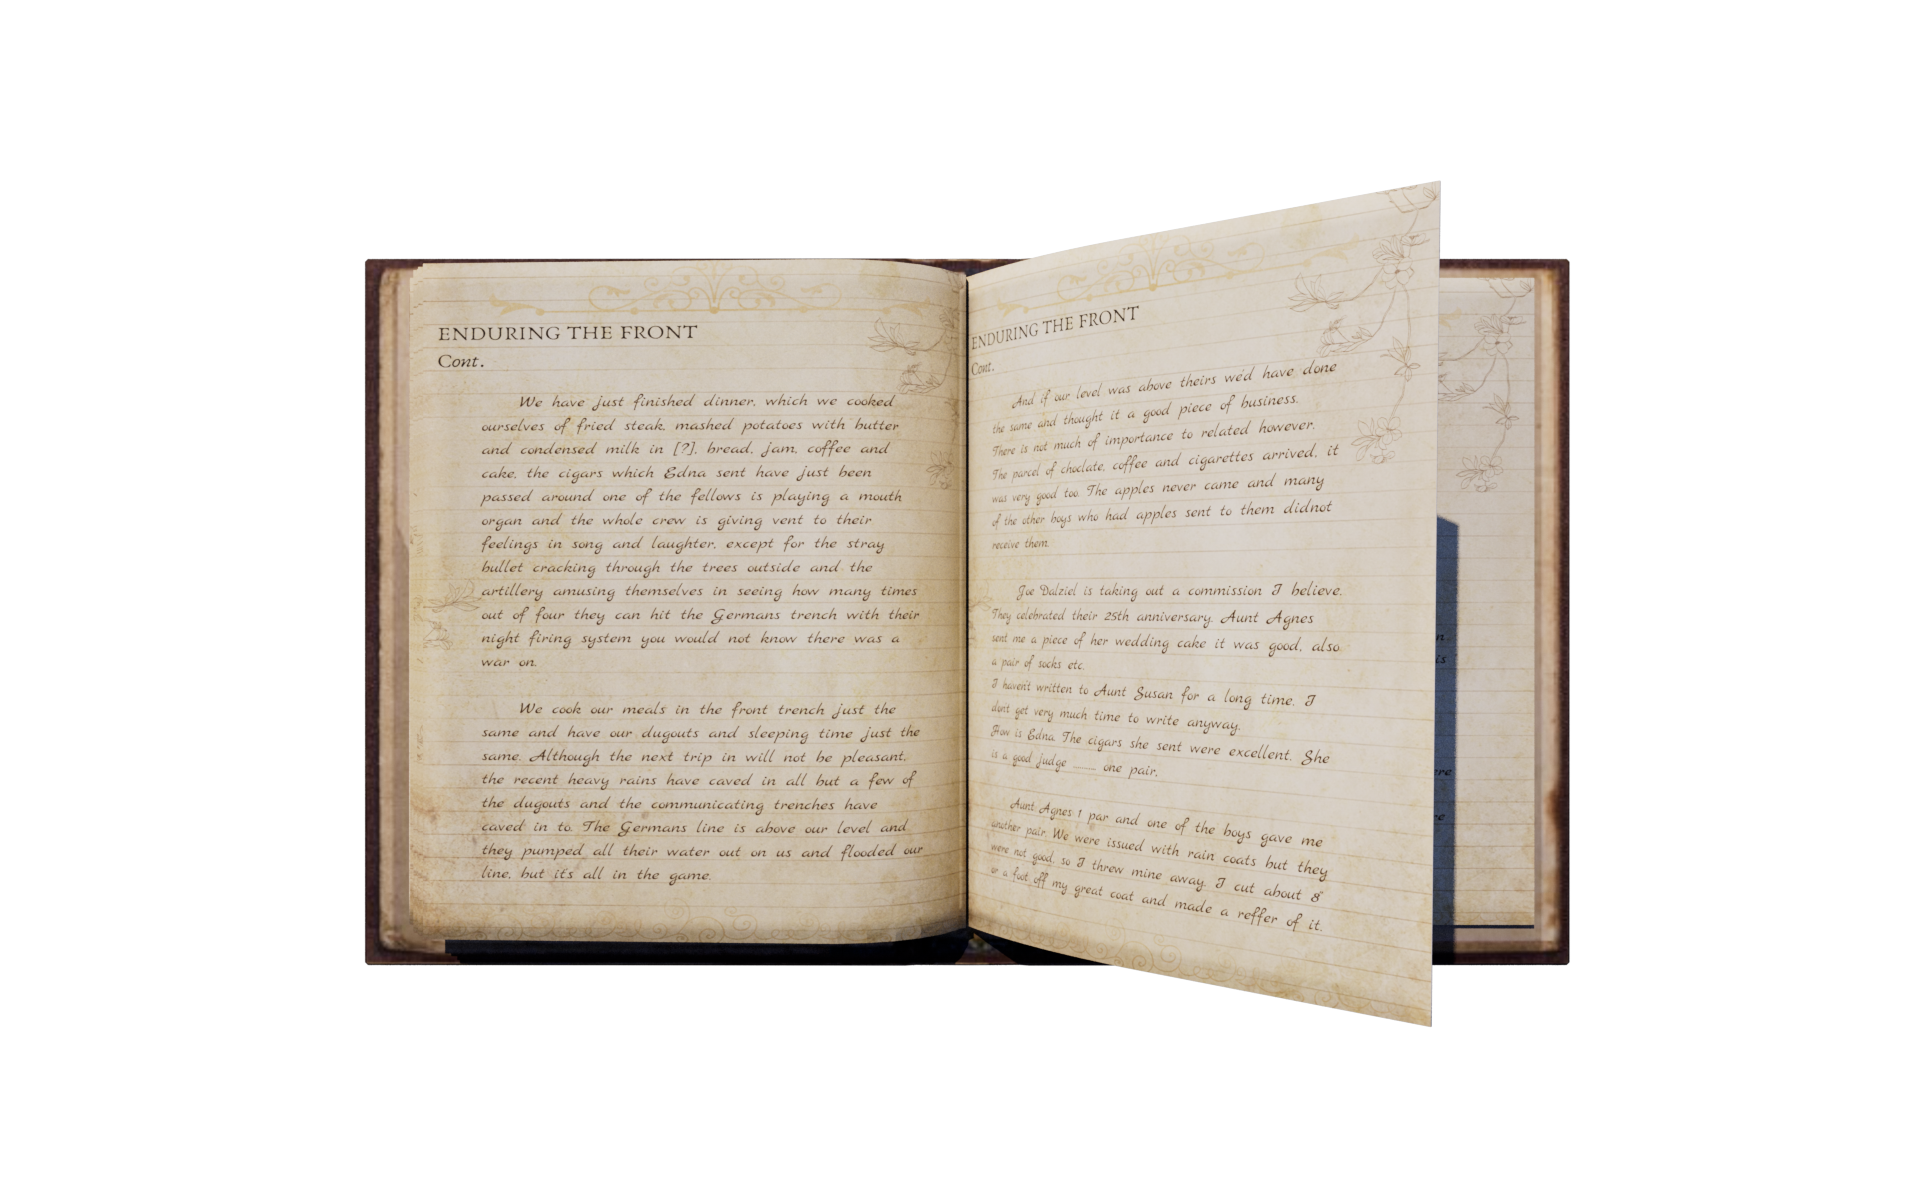 ENDURING THE FRONT
Cont.
We have just finished dinner, which we cooked
ourselves of fried steak, mashed potatoes with butter
and condensed milk in [?], bread, jam, coffee and
cake, the cigars which Edna sent have just been
passed around one of the fellows is playing a mouth
organ and the whole crew is giving vent to their
feelings in song and laughter, except for the stray
bullet cracking through the trees outside and the
artillery amusing themselves in seeing how many times
out of four they can hit the Germans trench with their
night firing system you would not know there was a
war on.
We cook our meals in the front trench just the
same and have our dugouts and sleeping time just the
same. Although the next trip in will not be pleasant,
the recent heavy rains have caved in all but a few of
the dugouts and the communicating trenches have
caved in to. The Germans line is above our level and
they pumped all their water out on us and flooded our
line, but it's all in the game.
ENDURING THE FRONT
Cont.
And if our level was above theirs we'd have done
the same and thought it a good piece of business.
There is not much of importance to related however.
The parcel of choclate, coffee and cigarettes arrived, it
was very good too. The apples never came and many
of the other boys who had apples sent to them didnot
receive them.
Joe Dalziel is taking out a commission I believe.
They celebrated their 25th anniversary. Aunt Agnes
sent me a piece of her wedding cake it was good, also
a pair of socks etc.
I haven't written to Aunt Susan for a long time. I
don't get very much time to write anyway.
How is Edna. The cigars she sent were excellent. She
is a good judge ____ one pair,
Aunt Agnes 1 par and one of the boys gave me
another pair. We were issued with rain coats but they
were not good, so I threw mine away. I cut about 8"
or a foot off my great coat and made a reffer of it.